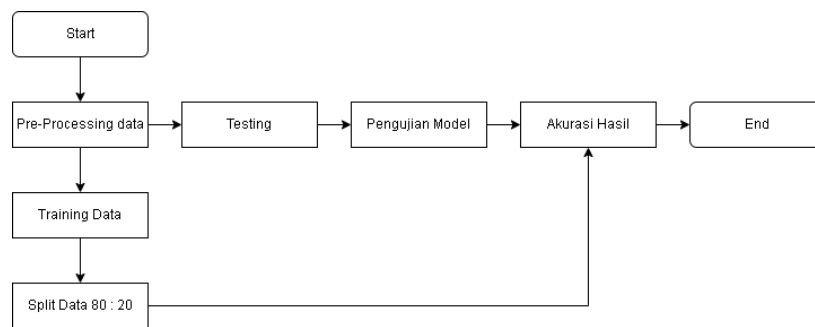 Start
Pre-Processing data
Testing
Pengujian Model
Akurasi Hasil
End
Training Data
Split Data 80 : 20